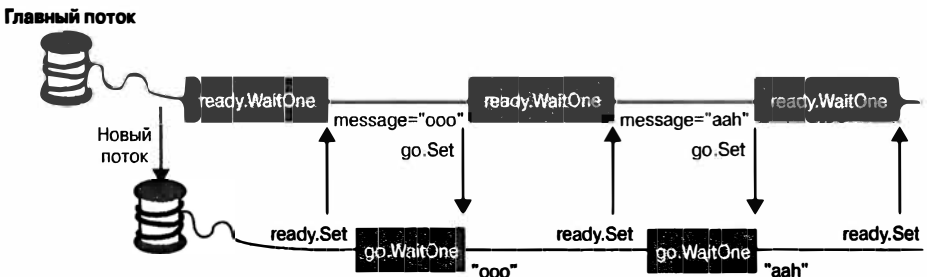 Главный поток
ready.WaitOne
ready.WaitOne
ready.WaitOne
message="ooo"
message="aah"
Новый
поток
go.Set
go.Set
ready.Set
go.WaitOne
ready.Set
go.WaitOne
ready.Set
"ooo"
"aah"